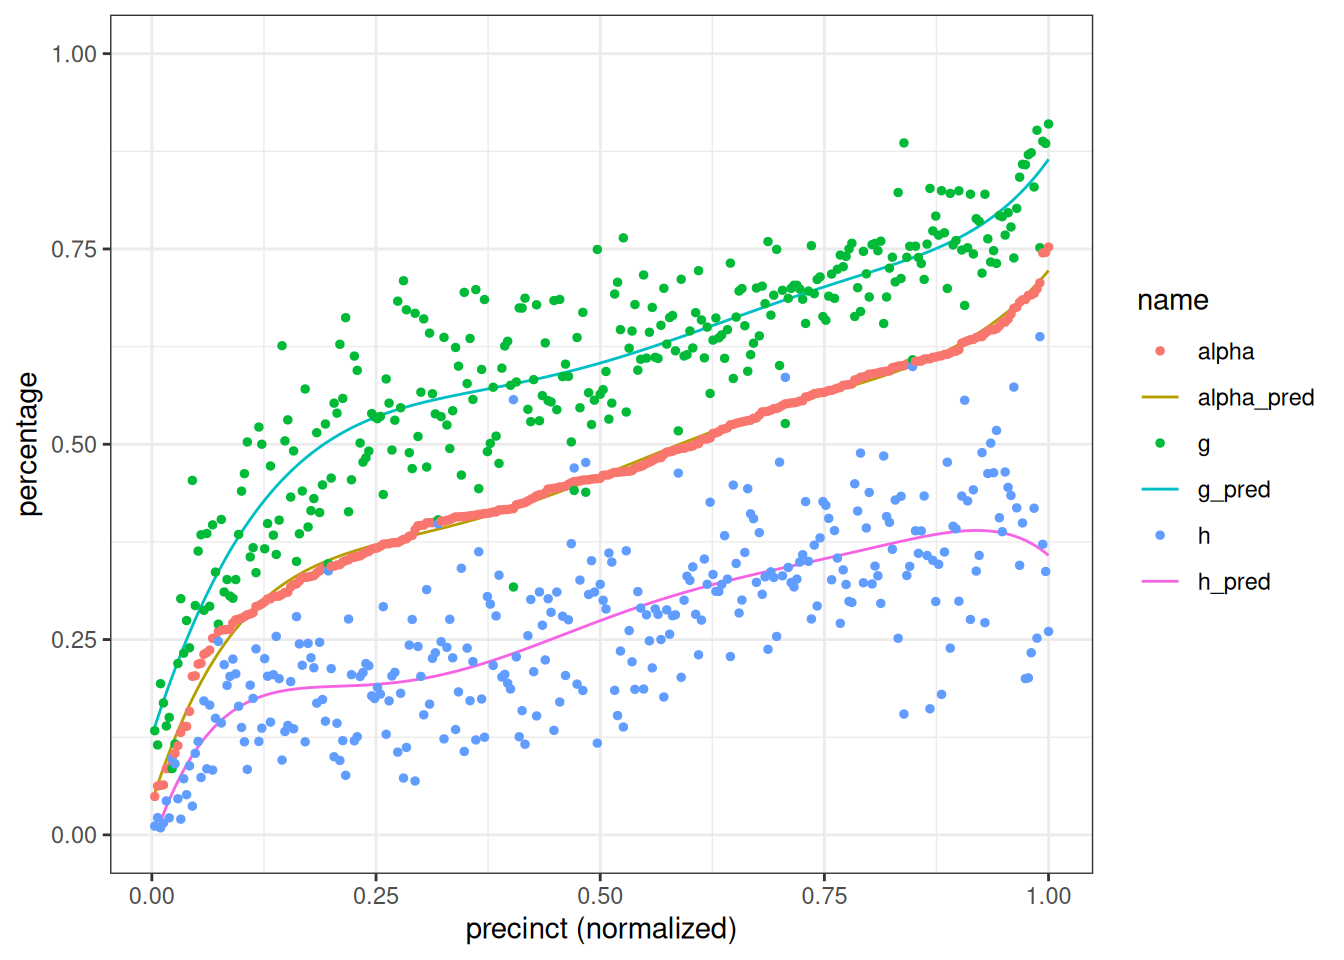 1.00
0.75
0.50
0.25
0.00
percentage
0.00 0.25 0.50 0.75 1.00
precinct (normalized)
name
alpha
alpha_pred
g
g_pred
h
h_pred